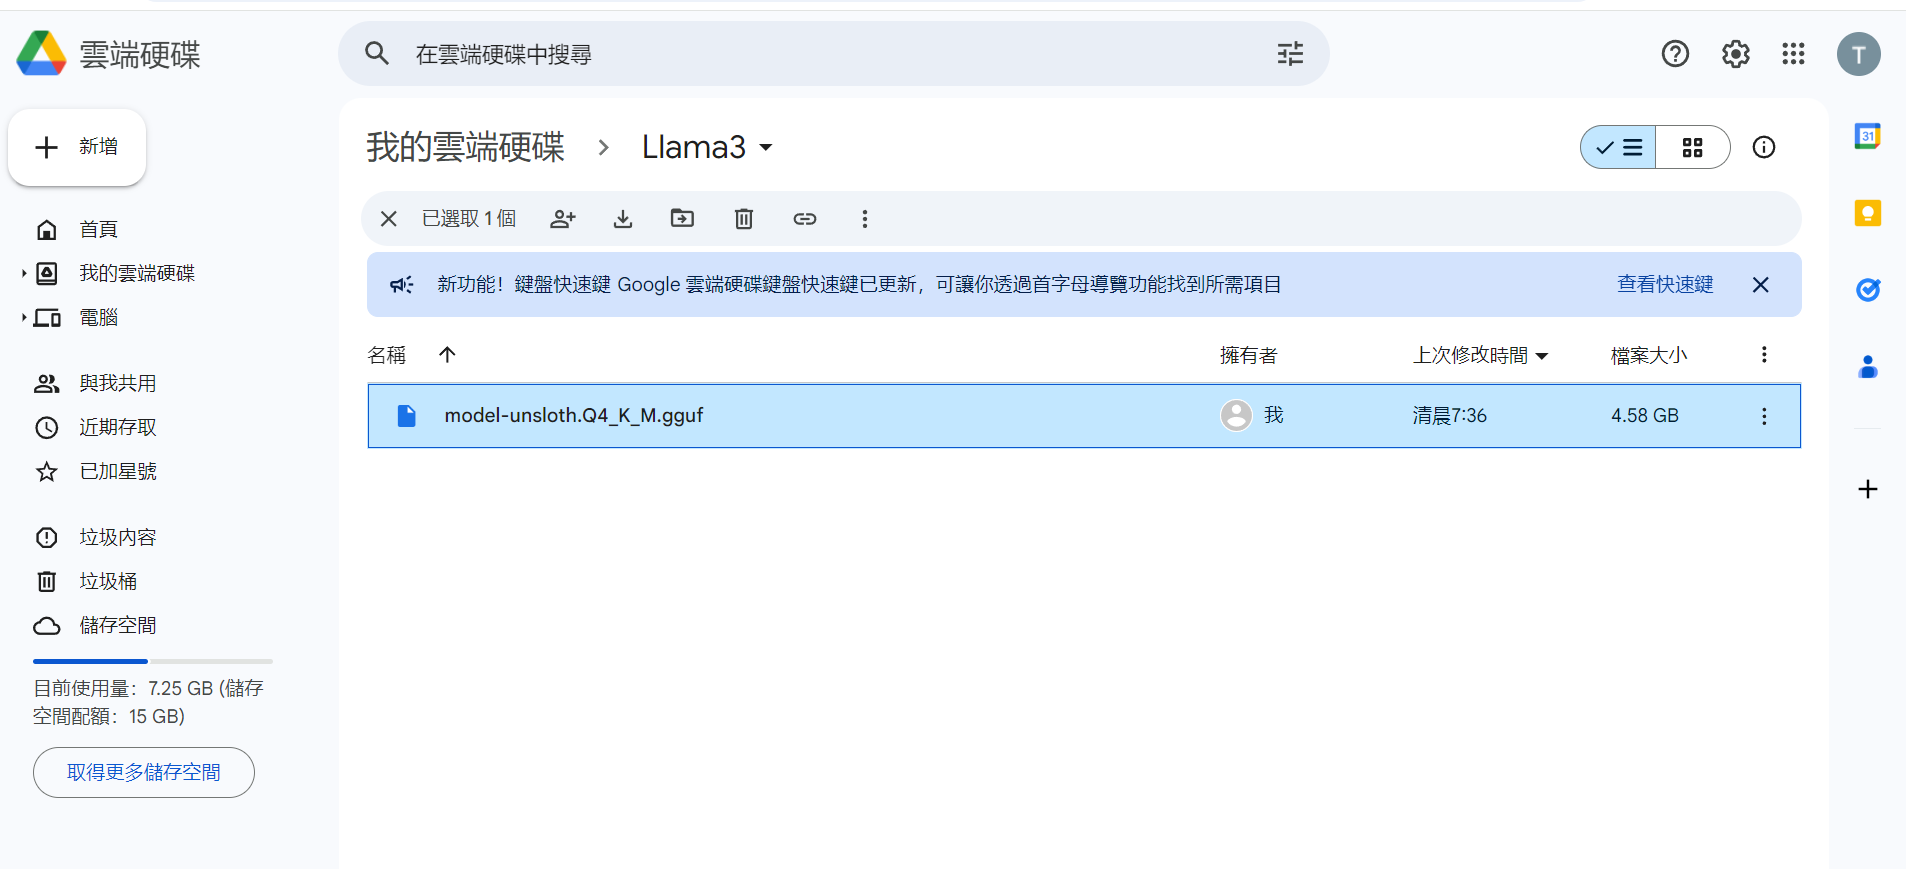 雲端硬碟
在雲端硬碟中搜尋
T
新增
我的雲端硬碟
Llama3
31
首頁
我的雲端硬碟
電腦
與我共用
近期存取
已加星號
垃圾內容
垃圾桶
儲存空間
目前使用量：7.25 GB (儲存
空間配額：15 GB)
取得更多儲存空間
已選取 1 個
新功能！鍵盤快速鍵 Google 雲端硬碟鍵盤快速鍵已更新，可讓你透過首字母導覽功能找到所需項目
查看快速鍵
名稱 擁有者 上次修改時間 檔案大小
model-unsloth.Q4_K_M.gguf 我 清晨7:36 4.58 GB